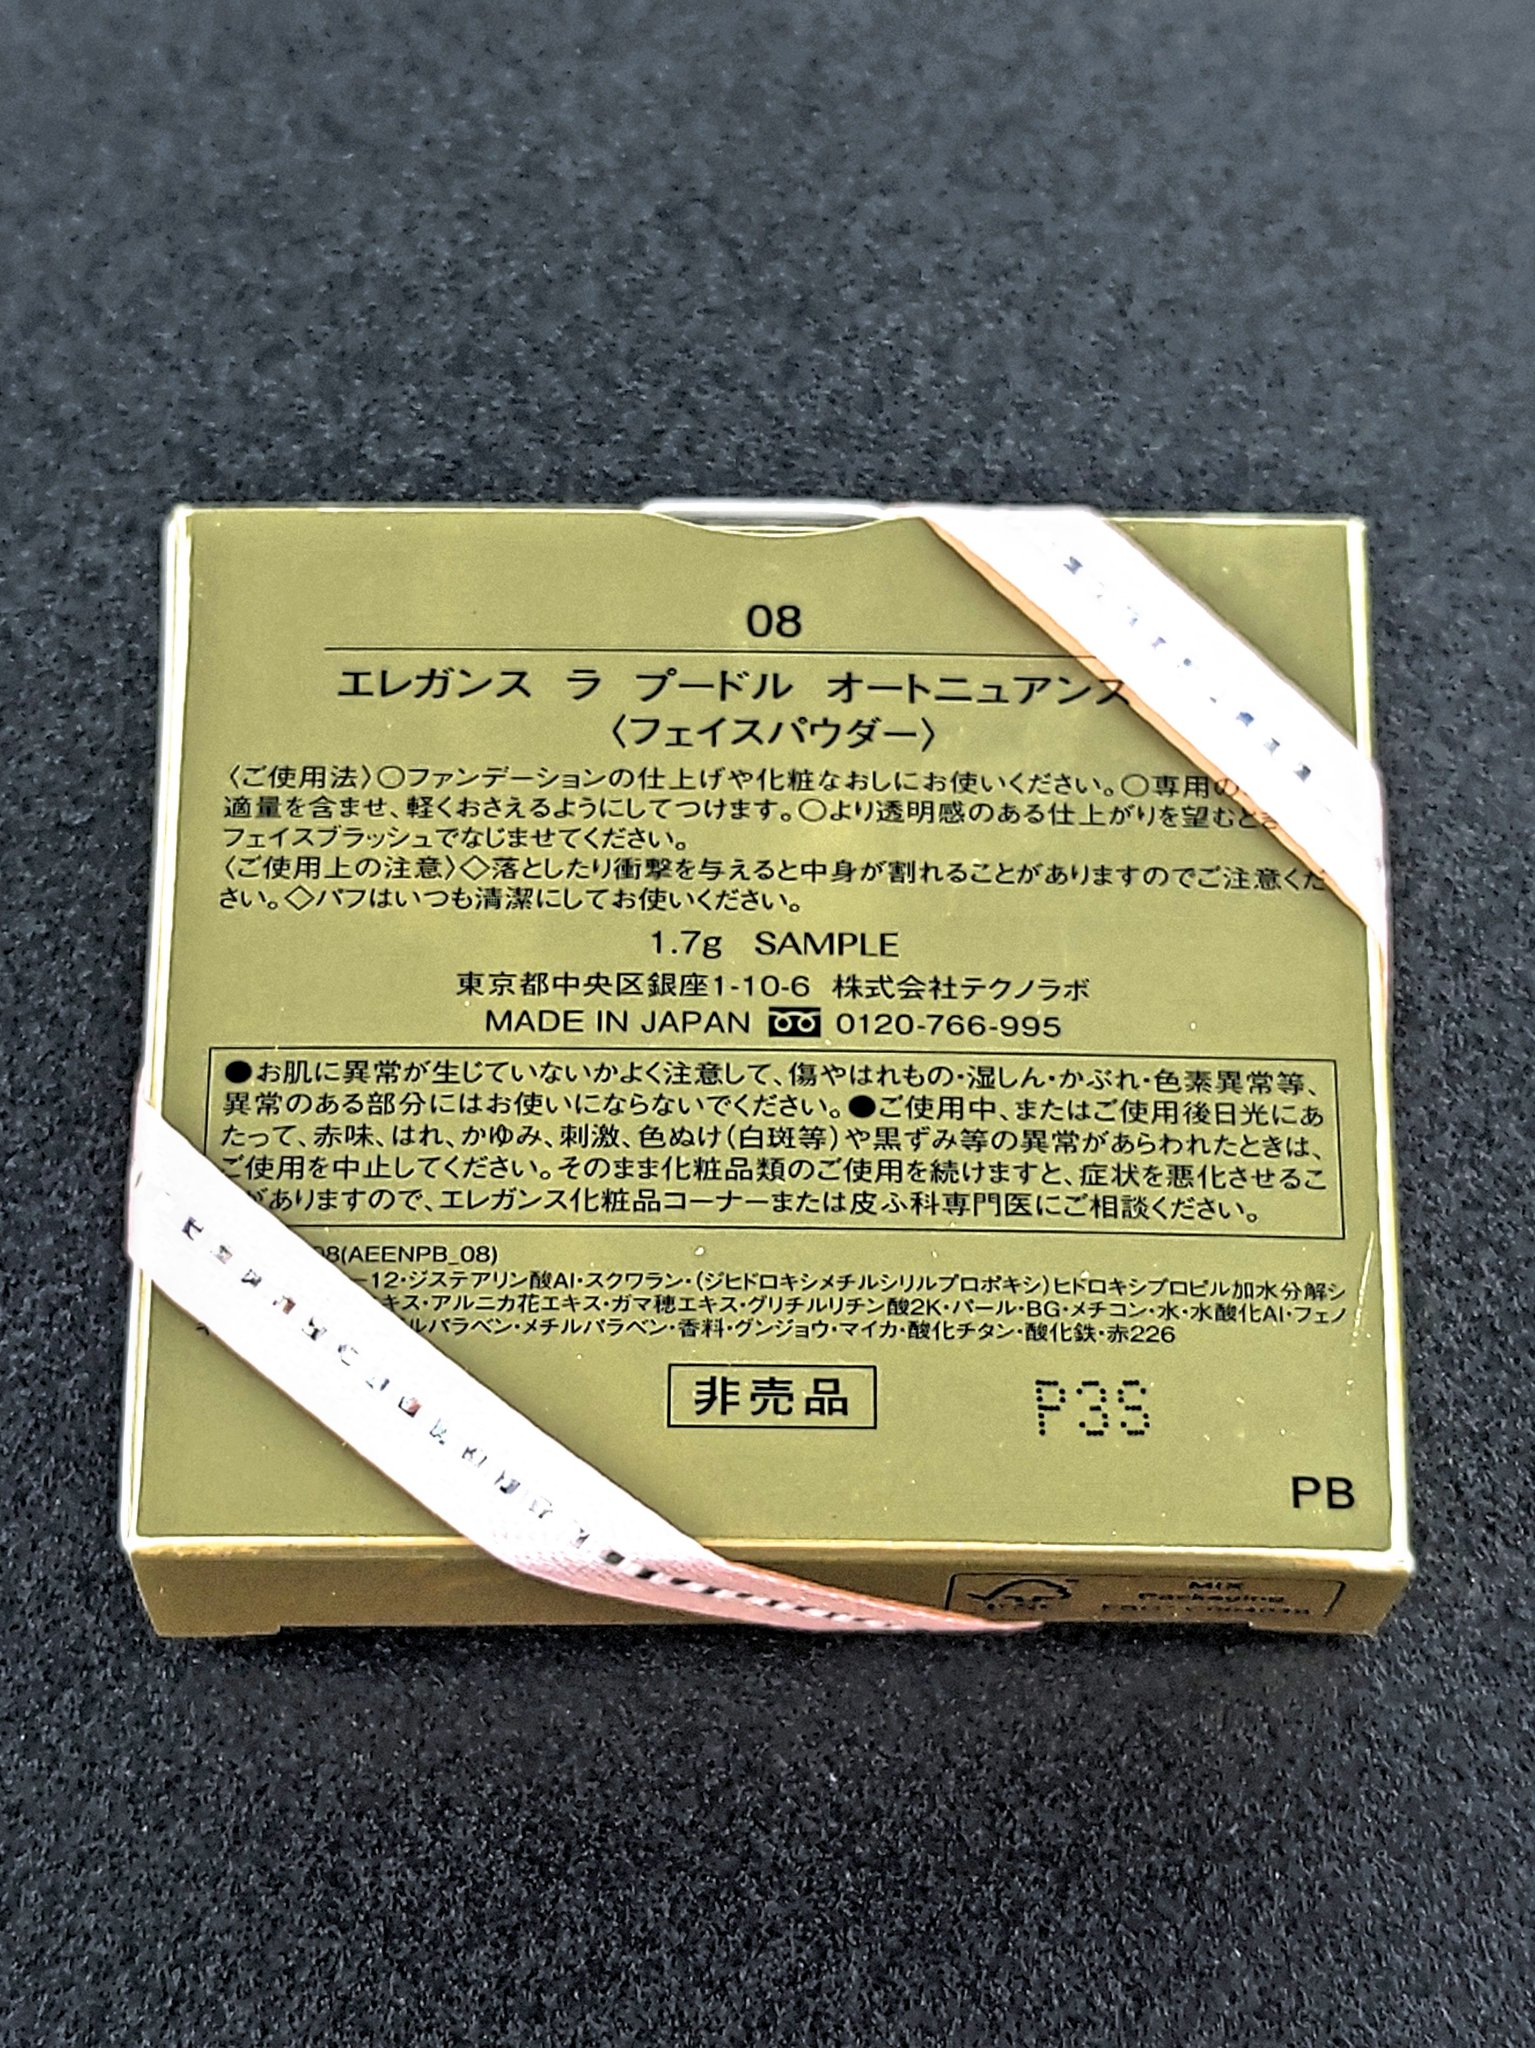 08
エレガンス ラ プードル オートニュアンス
〈フェイスパウダー〉
〈ご使用法〉○ファンデーションの仕上げや化粧なおしにお使いください。○専用の
適量を含ませ、軽くおさえるようにしてつけます。○より透明感のある仕上がりを望むとき
フェイスブラッシュでなじませてください。
〈ご使用上の注意〉◇落としたり衝撃を与えると中身が割れることがありますのでご注意くだ
さい。◇パフはいつも清潔にしてお使いください。
1.7g SAMPLE
東京都中央区銀座1-10-6 株式会社テクノラボ
MADE IN JAPAN 0120-766-995
●お肌に異常が生じていないかよく注意して、傷やはれもの・湿しん・かぶれ・色素異常等、
異常のある部分にはお使いにならないでください。●ご使用中、またはご使用後日光にあ
たって、赤味、はれ、かゆみ、刺激、色ぬけ(白斑等)や黒ずみ等の異常があらわれたときは、
ご使用を中止してください。そのまま化粧品類のご使用を続けますと、症状を悪化させるこ
がありますので、エレガンス化粧品コーナーまたは皮ふ科専門医にご相談ください。
08(AEENPB_08)
-12・ジステアリン酸Al・スクワラン・(ジヒドロキシメチルシリルプロポキシ)ヒドロキシプロピル加水分解シ
キス・アルニカ花エキス・ガマ穂エキス・グリチルリチン酸2K・パール・BG・メチコン・水・水酸化Al・フェノ
ルパラベン・メチルパラベン・香料・グンジョウ・マイカ・酸化チタン・酸化鉄・赤226
非売品
P3S
PB
MIX
Packaging